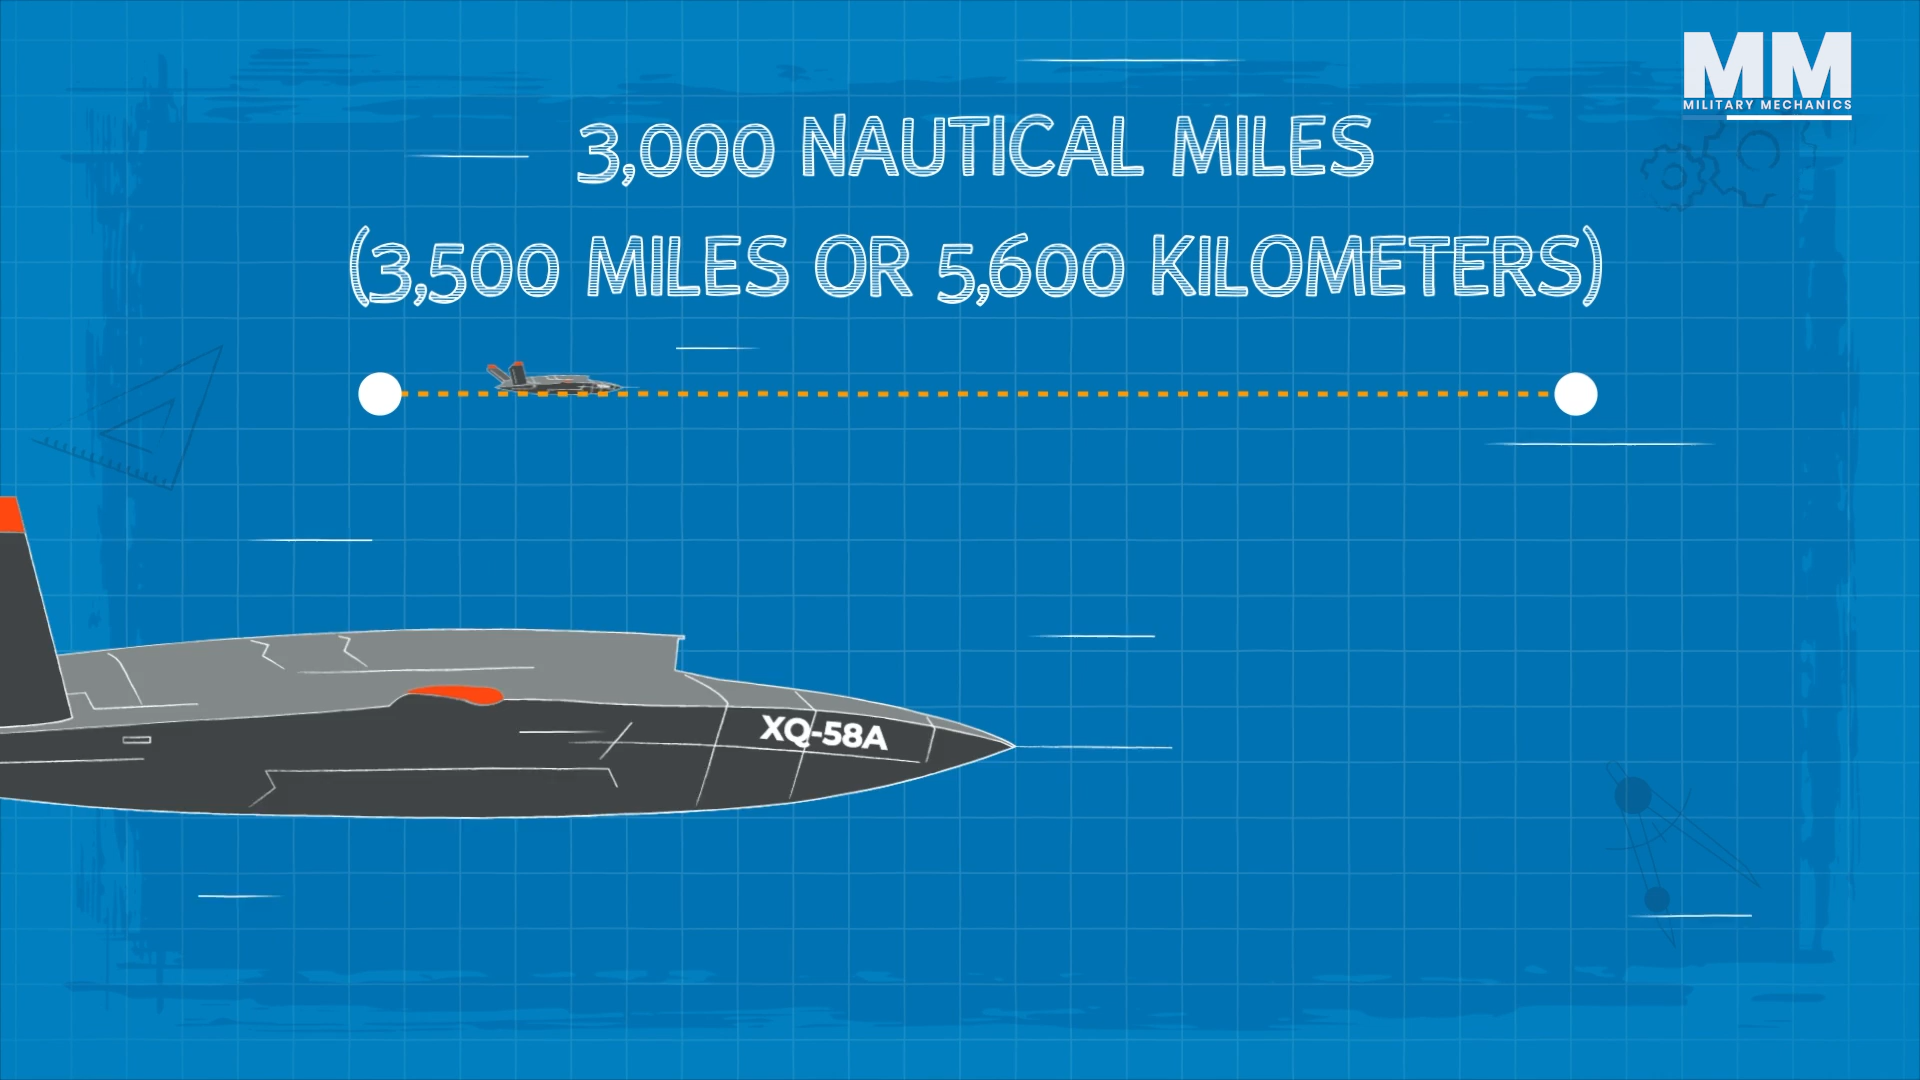 MM
MILITARY MECHANICS
3,000 NAUTICAL MILES
(3,500 MILES OR 5,600 KILOMETERS)
XQ-58A